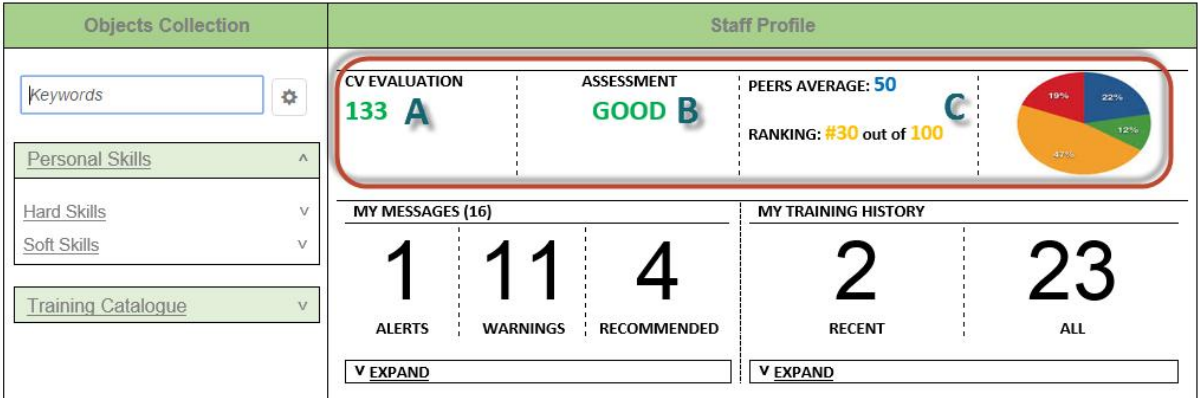 Objects Collection
Staff Profile
Keywords
Personal Skills ^
Hard Skills v
Soft Skills v
Training Catalogue v
CV EVALUATION
133 A
ASSESSMENT
GOOD B
PEERS AVERAGE: 50
C
RANKING: #30 out of 100
19%
22%
12%
47%
MY MESSAGES (16)
1
ALERTS
11
WARNINGS
4
RECOMMENDED
v EXPAND
MY TRAINING HISTORY
2
RECENT
23
ALL
v EXPAND